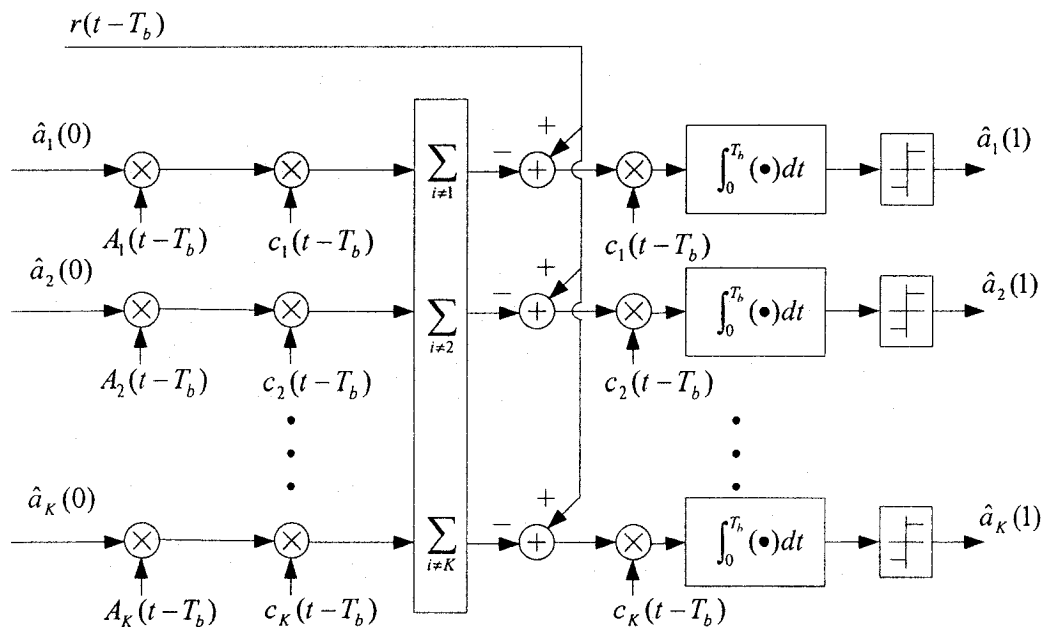 r(t−T_b)
â_1(0)
∑
i≠1
−
+
+
∫_0^{T_b}(•)dt
â_1(1)
A_1(t−T_b)
c_1(t−T_b)
c_1(t−T_b)
â_2(0)
∑
i≠2
−
+
+
∫_0^{T_b}(•)dt
â_2(1)
A_2(t−T_b)
c_2(t−T_b)
c_2(t−T_b)
â_K(0)
∑
i≠K
−
+
+
∫_0^{T_b}(•)dt
â_K(1)
A_K(t−T_b)
c_K(t−T_b)
c_K(t−T_b)